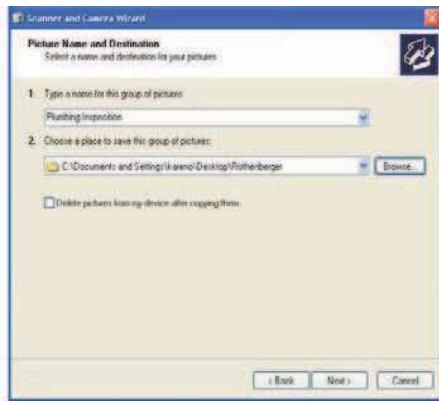 Scanner and Camera Wizard
Picture Name and Destination
Select a name and destination for your pictures.
1. Type a name for this group of pictures:
Plumbing Inspection
2. Choose a place to save this group of pictures:
C:\Documents and Settings\kareno\Desktop\Rothenberger
Browse...
Delete pictures from my device after copying them
< Back
Next >
Cancel